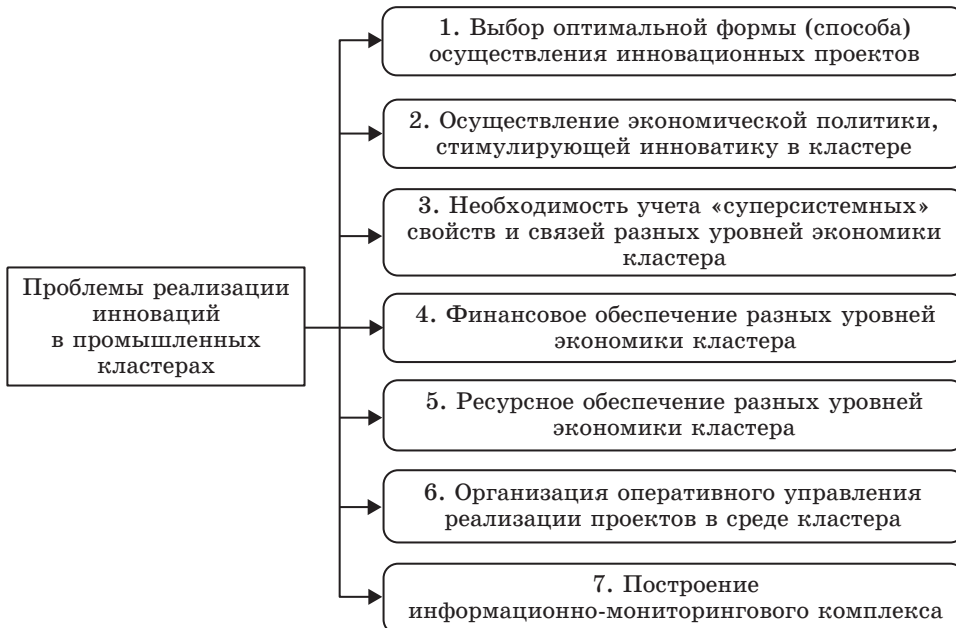 Проблемы реализации
инноваций
в промышленных
кластерах
1. Выбор оптимальной формы (способа)
осуществления инновационных проектов
2. Осуществление экономической политики,
стимулирующей инноватику в кластере
3. Необходимость учета «суперсистемных»
свойств и связей разных уровней экономики
кластера
4. Финансовое обеспечение разных уровней
экономики кластера
5. Ресурсное обеспечение разных уровней
экономики кластера
6. Организация оперативного управления
реализации проектов в среде кластера
7. Построение
информационно-мониторингового комплекса